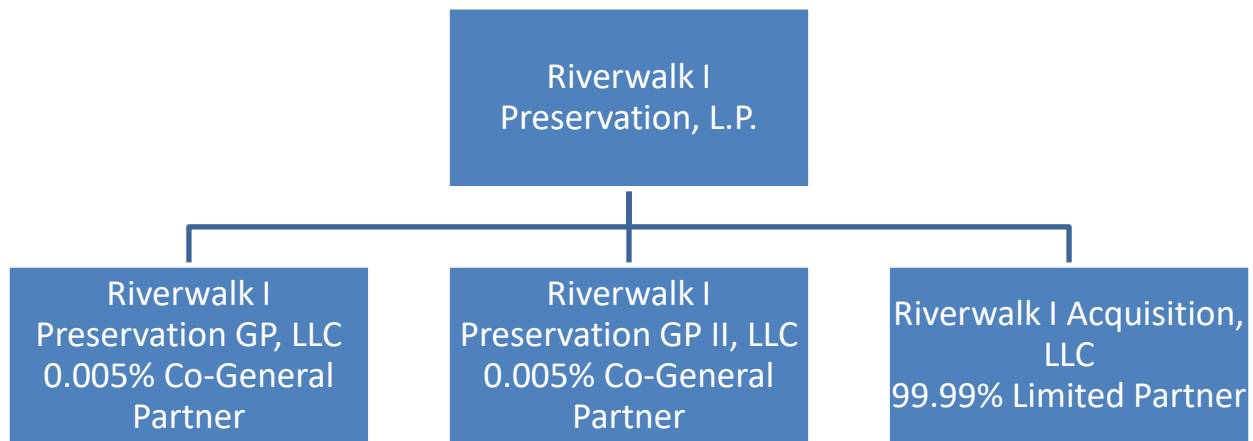 Riverwalk I
Preservation, L.P.
Riverwalk I
Preservation GP, LLC
0.005% Co-General
Partner
Riverwalk I
Preservation GP II, LLC
0.005% Co-General
Partner
Riverwalk I Acquisition,
LLC
99.99% Limited Partner